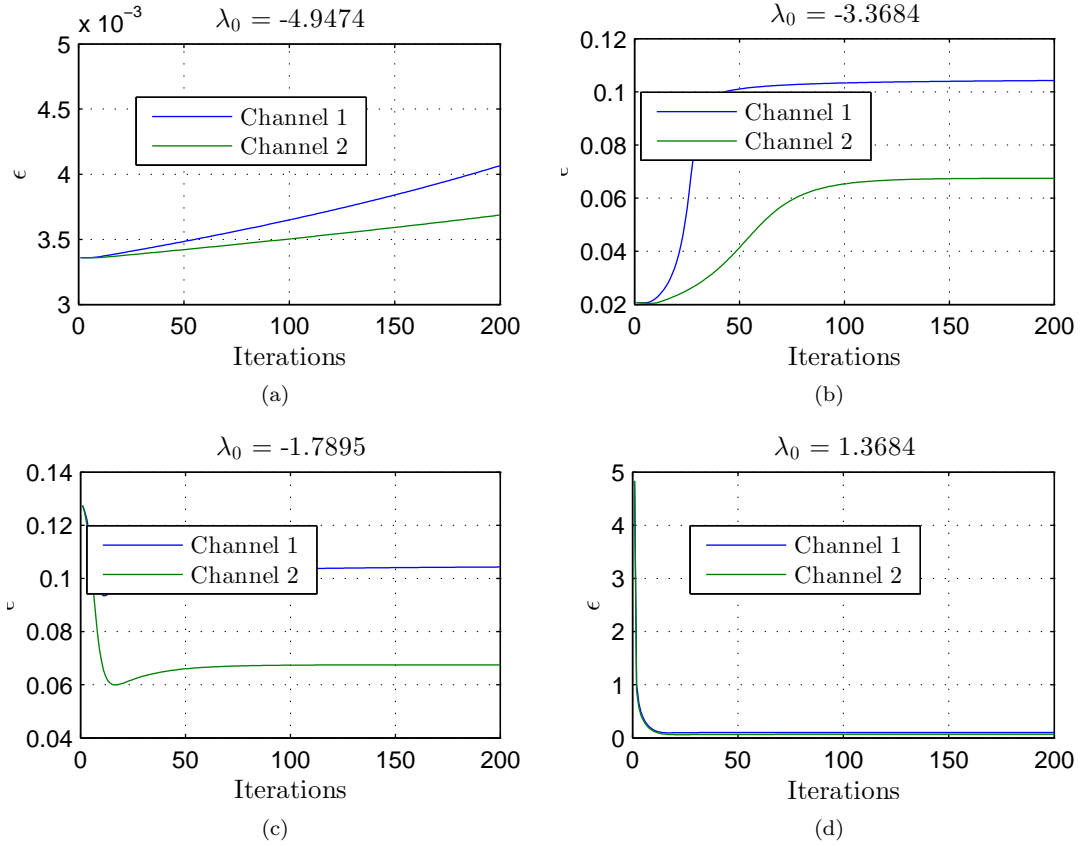 x 10⁻³
λ₀ = -4.9474
5
4.5
4
3.5
3
ϵ
Channel 1
Channel 2
0 50 100 150 200
Iterations
(a)
λ₀ = -3.3684
0.12
0.1
0.08
0.06
0.04
0.02
ϵ
Channel 1
Channel 2
0 50 100 150 200
Iterations
(b)
λ₀ = -1.7895
0.14
0.12
0.1
0.08
0.06
0.04
ϵ
Channel 1
Channel 2
0 50 100 150 200
Iterations
(c)
λ₀ = 1.3684
5
4
3
2
1
0
ϵ
Channel 1
Channel 2
0 50 100 150 200
Iterations
(d)